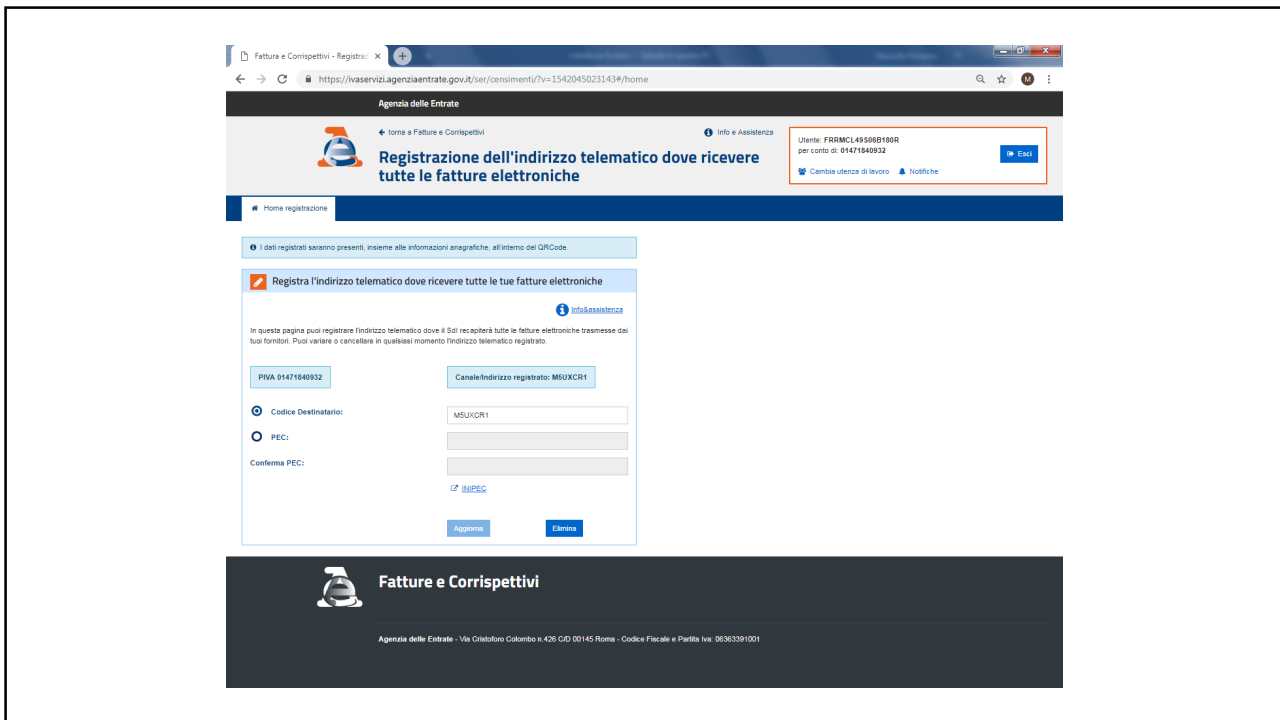 Fattura e Corrispettivi - Registraz
https://ivaservizi.agenziaentrate.gov.it/ser/censimenti/?v=1542045023143#/home
M
Agenzia delle Entrate
torna a Fatture e Corrispettivi
Info e Assistenza
Registrazione dell'indirizzo telematico dove ricevere
tutte le fatture elettroniche
Utente: FRRMCL49S06B180R
per conto di: 01471840932
Esci
Cambia utenza di lavoro
Notifiche
Home registrazione
I dati registrati saranno presenti, insieme alle informazioni anagrafiche, all'interno del QRCode.
Registra l'indirizzo telematico dove ricevere tutte le tue fatture elettroniche
Info&assistenza
In questa pagina puoi registrare l'indirizzo telematico dove il SdI recapiterà tutte le fatture elettroniche trasmesse dai
tuoi fornitori. Puoi variare o cancellare in qualsiasi momento l'indirizzo telematico registrato.
PIVA 01471840932
Canale/Indirizzo registrato: M5UXCR1
Codice Destinatario:
M5UXCR1
PEC:
Conferma PEC:
INIPEC
Aggiorna
Elimina
Fatture e Corrispettivi
Agenzia delle Entrate - Via Cristoforo Colombo n.426 C/D 00145 Roma - Codice Fiscale e Partita Iva: 06363391001